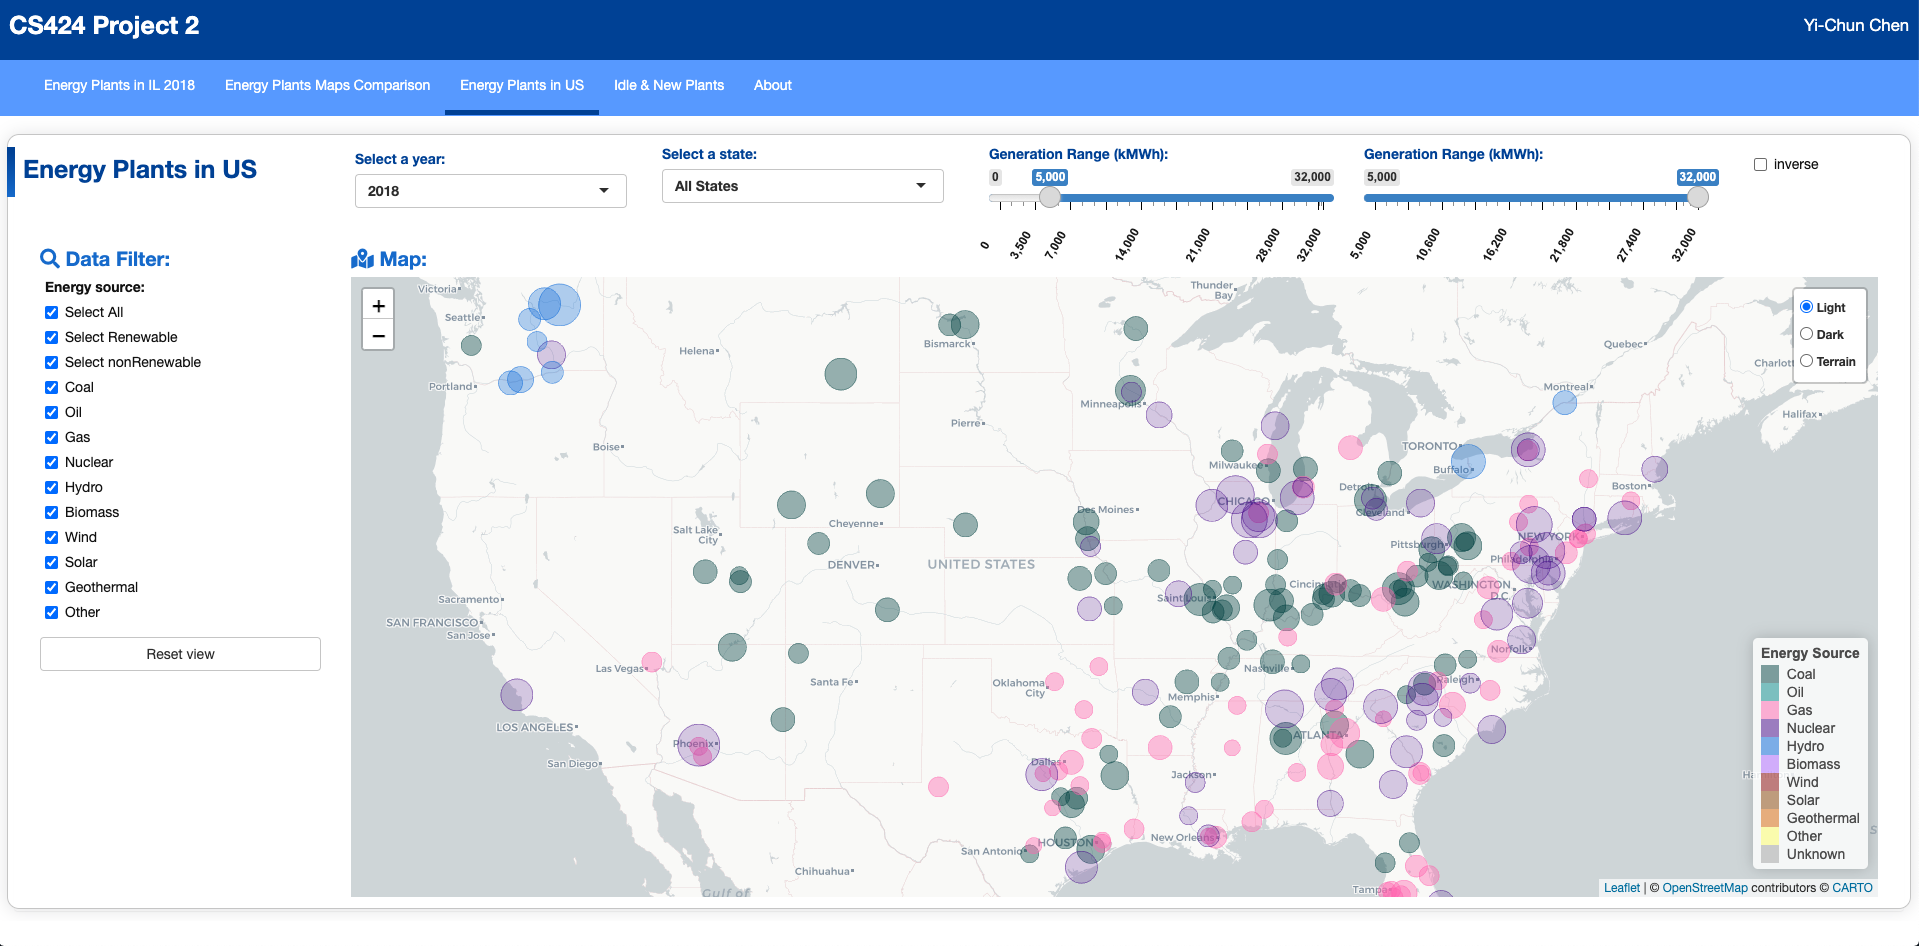 CS424 Project 2
Yi-Chun Chen
Energy Plants in IL 2018
Energy Plants Maps Comparison
Energy Plants in US
Idle & New Plants
About
Energy Plants in US
Select a year:
2018
Select a state:
All States
Generation Range (kMWh):
0
5,000
32,000
0
3,500
7,000
14,000
21,000
28,000
32,000
Generation Range (kMWh):
5,000
32,000
5,000
10,600
16,200
21,800
27,400
32,000
inverse
Data Filter:
Energy source:
Select All
Select Renewable
Select nonRenewable
Coal
Oil
Gas
Nuclear
Hydro
Biomass
Wind
Solar
Geothermal
Other
Reset view
Map:
+
−
Light
Dark
Terrain
Victoria
Seattle
Portland
Helena
Boise
Bismarck
Pierre
Minneapolis
Thunder
Bay
Quebec
Montreal
Charlott
Halifax
TORONTO
Buffalo
Boston
Milwaukee
Detroit
CHICAGO
Cleveland
Des Moines
Salt Lake
City
Cheyenne
DENVER
UNITED STATES
Pittsburgh
NEW YORK
Philadelphia
WASHINGTON
D.C.
Cincinnati
Saint Louis
Sacramento
SAN FRANCISCO
San Jose
Las Vegas
Santa Fe
Oklahoma
City
Nashville
Memphis
Norfolk
Raleigh
LOS ANGELES
San Diego
Phoenix
Dallas
Jackson
ATLANTA
New Orleans
HOUSTON
San Antonio
Chihuahua
Gulf of
Tampa
Ha
S
Energy Source
Coal
Oil
Gas
Nuclear
Hydro
Biomass
Wind
Solar
Geothermal
Other
Unknown
Leaflet | © OpenStreetMap contributors © CARTO